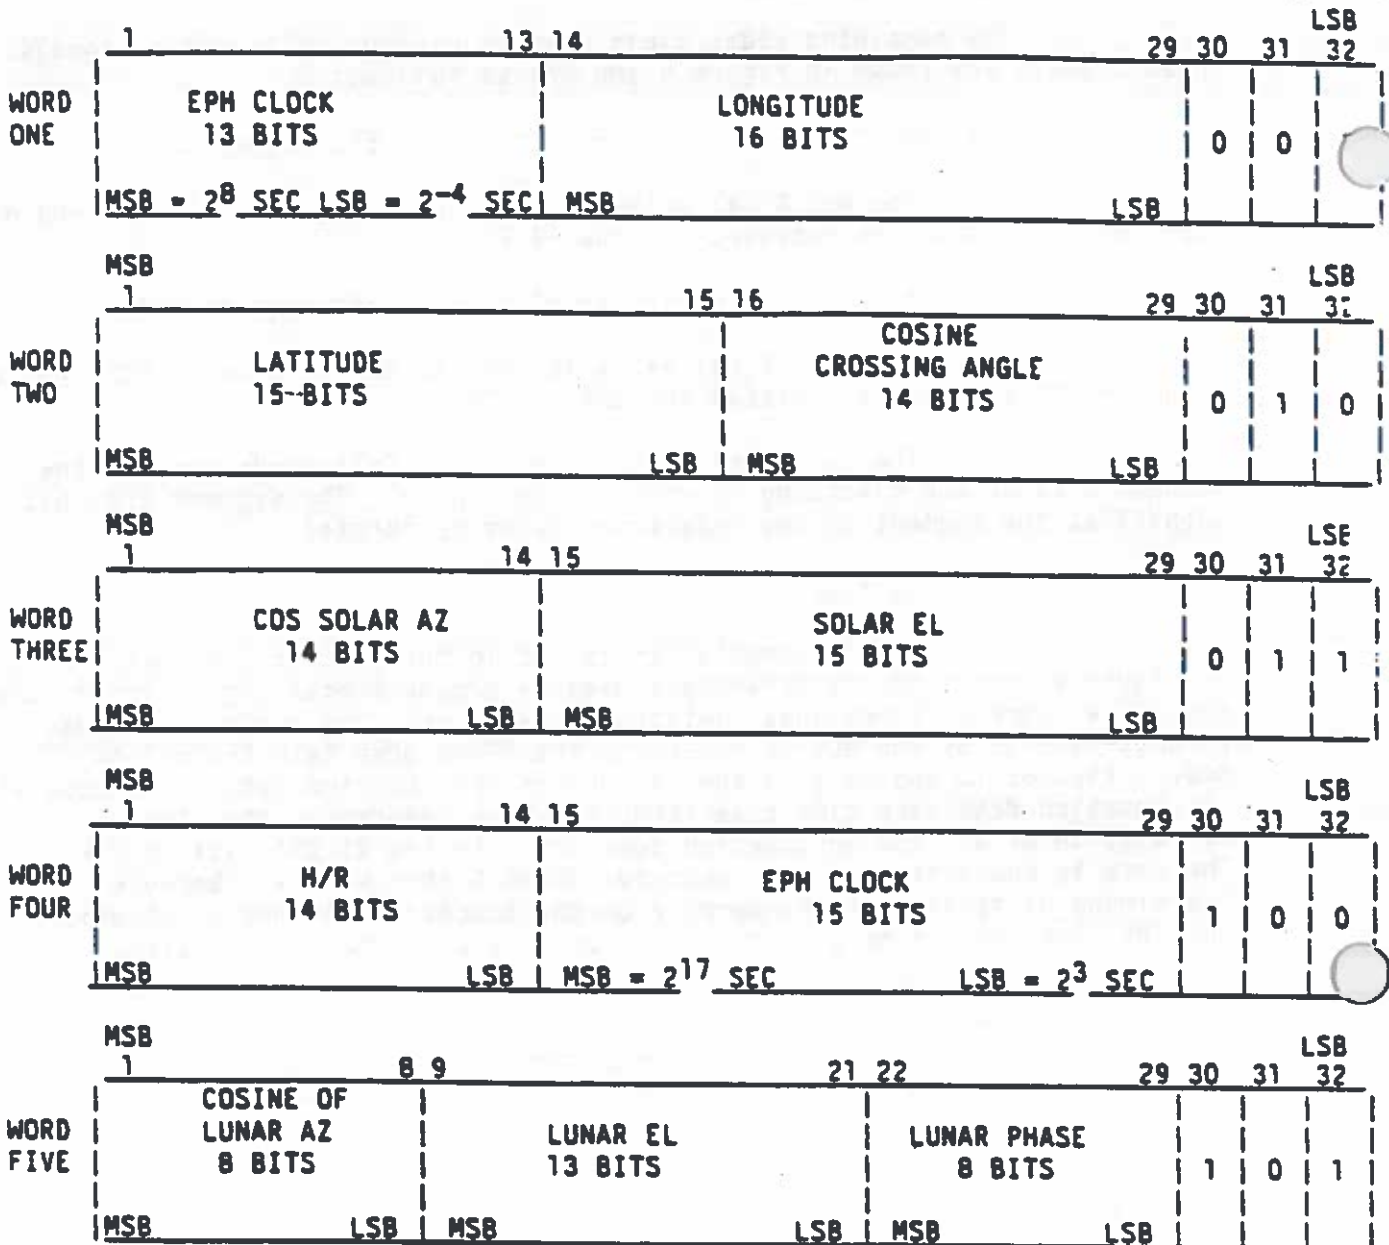 LSB
1 13 14 29 30 31 32
WORD ONE
EPH CLOCK
13 BITS
LONGITUDE
16 BITS
0 0
MSB = 2^8 SEC LSB = 2^-4 SEC MSB LSB
MSB LSB
1 15 16 29 30 31
WORD TWO
LATITUDE
15-BITS
COSINE
CROSSING ANGLE
14 BITS
0 1 0
MSB LSB MSB LSB
MSB
1 14 15 29 30 31 32
WORD THREE
COS SOLAR AZ
14 BITS
SOLAR EL
15 BITS
0 1 1
MSB LSB MSB LSB
MSB LSB
1 14 15 29 30 31 32
WORD FOUR
H/R
14 BITS
EPH CLOCK
15 BITS
1 0 0
MSB LSB MSB = 2^17 SEC LSB = 2^3 SEC
MSB LSB
1 8 9 21 22 29 30 31 32
WORD FIVE
COSINE OF
LUNAR AZ
8 BITS
LUNAR EL
13 BITS
LUNAR PHASE
8 BITS
1 0 1
MSB LSB MSB LSB MSB LSB